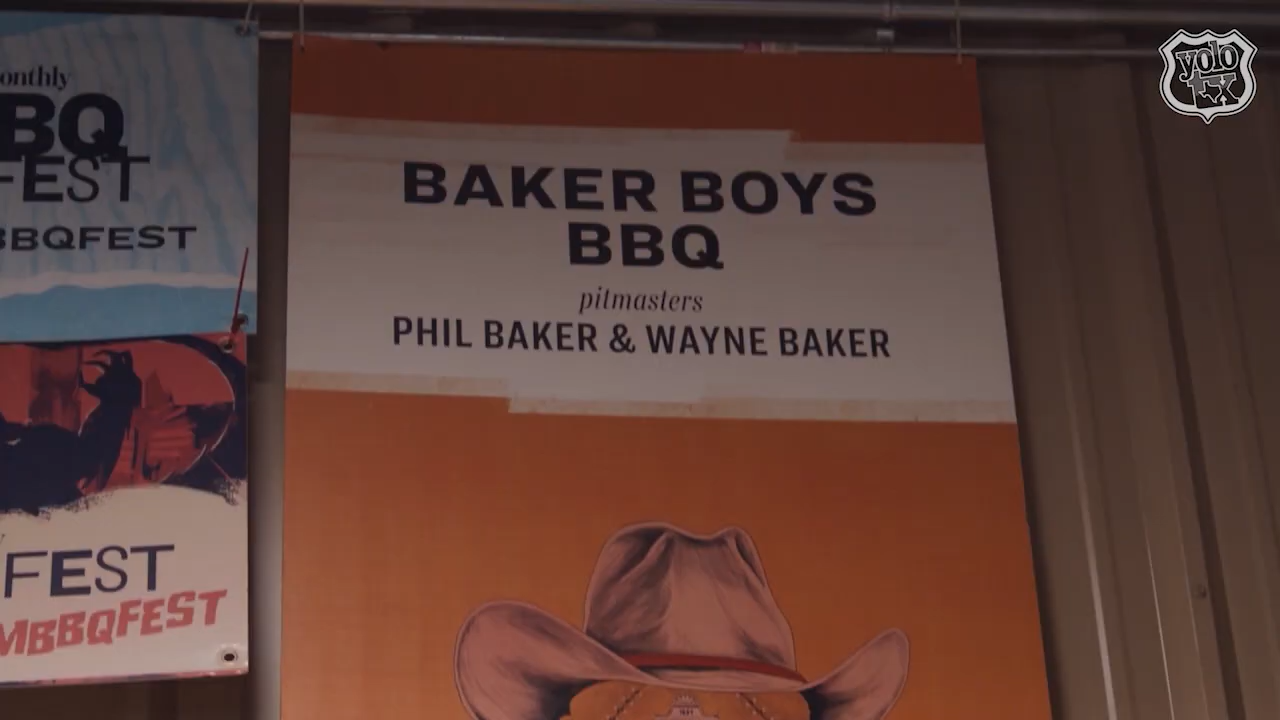 onthly
BQ
FEST
BBQFEST
FEST
MBBQFEST
BAKER BOYS
BBQ
pitmasters
PHIL BAKER & WAYNE BAKER
yolo
tx